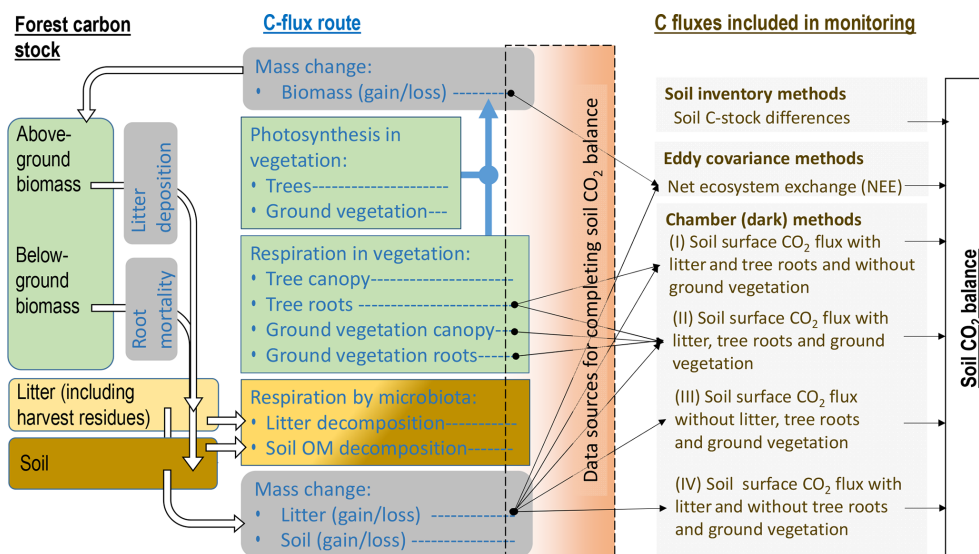 Forest carbon
stock
C-flux route
C fluxes included in monitoring
Above-
ground
biomass
Below-
ground
biomass
Litter
deposition
Root
mortality
Litter (including
harvest residues)
Soil
Mass change:
• Biomass (gain/loss)
Photosynthesis in
vegetation:
• Trees
• Ground vegetation
Respiration in vegetation:
• Tree canopy
• Tree roots
• Ground vegetation canopy
• Ground vegetation roots
Respiration by microbiota:
• Litter decomposition
• Soil OM decomposition
Mass change:
• Litter (gain/loss)
• Soil (gain/loss)
Data sources for completing soil CO₂ balance
Soil inventory methods
Soil C-stock differences
Eddy covariance methods
Net ecosystem exchange (NEE)
Chamber (dark) methods
(I) Soil surface CO₂ flux with
litter and tree roots and without
ground vegetation
(II) Soil surface CO₂ flux with
litter, tree roots and ground
vegetation
(III) Soil surface CO₂ flux
without litter, tree roots
and ground vegetation
(IV) Soil surface CO₂ flux with
litter and without tree roots
and ground vegetation
Soil CO₂ balance